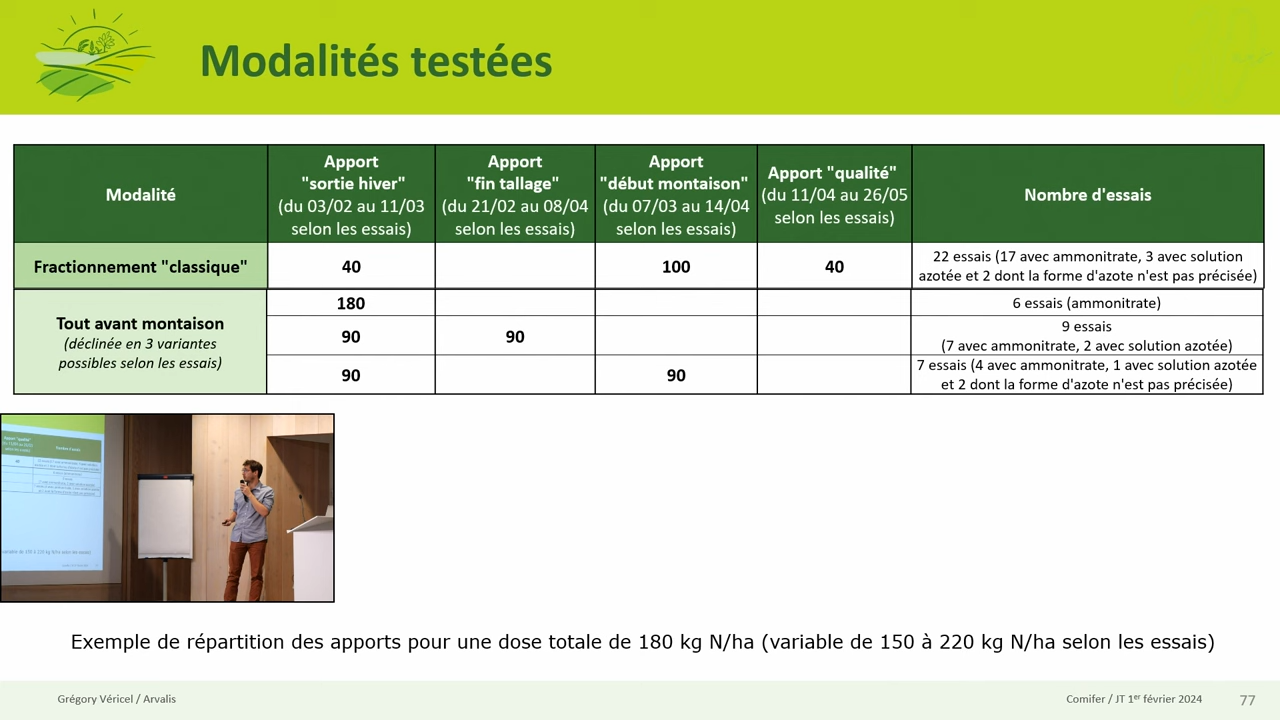 Modalités testées
Modalité
Apport
"sortie hiver"
(du 03/02 au 11/03
selon les essais)
Apport
"fin tallage"
(du 21/02 au 08/04
selon les essais)
Apport
"début montaison"
(du 07/03 au 14/04
selon les essais)
Apport "qualité"
(du 11/04 au 26/05
selon les essais)
Nombre d'essais
Fractionnement "classique"
40
100
40
22 essais (17 avec ammonitrate, 3 avec solution
azotée et 2 dont la forme d'azote n'est pas précisée)
Tout avant montaison
(déclinée en 3 variantes
possibles selon les essais)
180
6 essais (ammonitrate)
90
90
9 essais
(7 avec ammonitrate, 2 avec solution azotée)
90
90
7 essais (4 avec ammonitrate, 1 avec solution azotée
et 2 dont la forme d'azote n'est pas précisée)
Exemple de répartition des apports pour une dose totale de 180 kg N/ha (variable de 150 à 220 kg N/ha selon les essais)
Grégory Véricel / Arvalis
Comifer / JT 1er février 2024
77